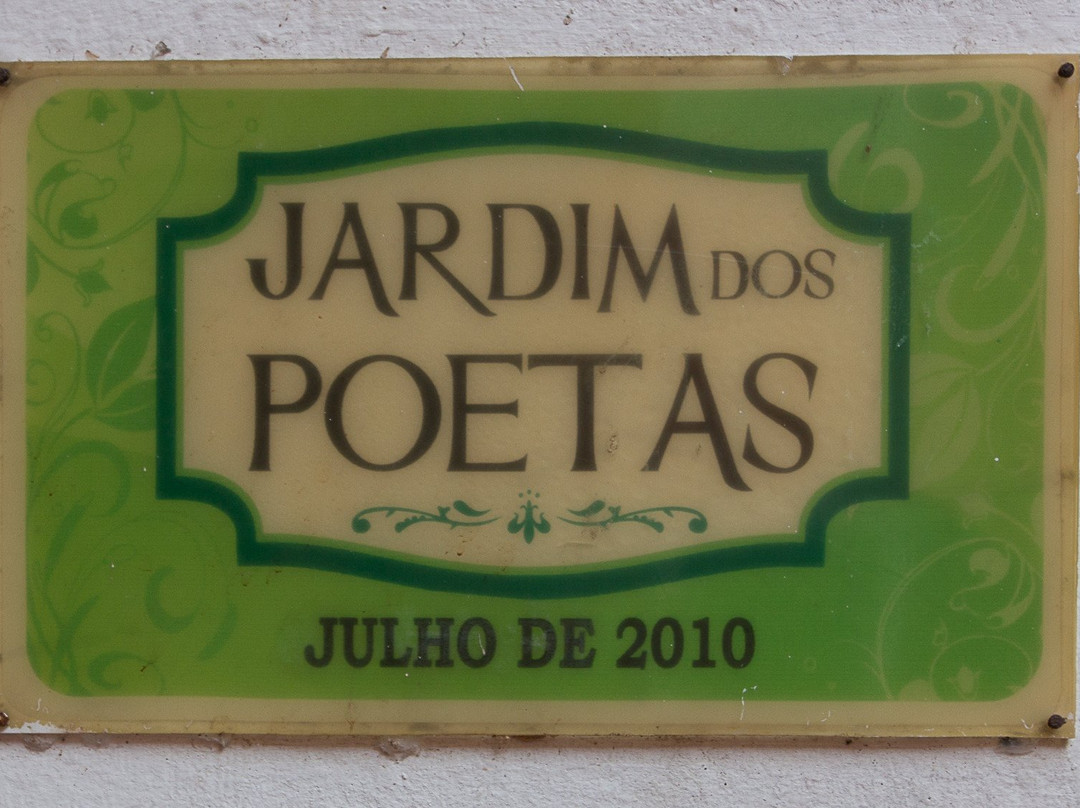 JARDIM DOS
POETAS
JULHO DE 2010